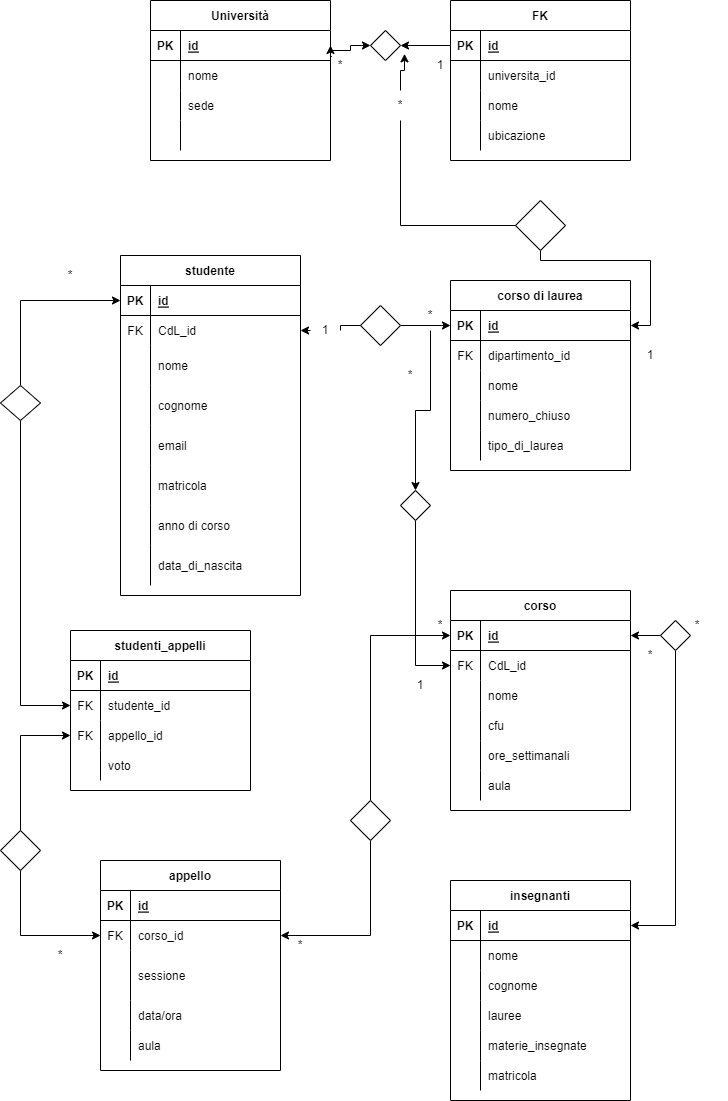 Università
PK id
nome
sede
*
1
FK
PK id
universita_id
nome
ubicazione
*
*
studente
PK id
FK CdL_id
nome
cognome
email
matricola
anno di corso
data_di_nascita
1
*
*
corso di laurea
PK id
FK dipartimento_id
nome
numero_chiuso
tipo_di_laurea
1
studenti_appelli
PK id
FK studente_id
FK appello_id
voto
*
1
corso
PK id
FK CdL_id
nome
cfu
ore_settimanali
aula
*
*
appello
PK id
FK corso_id
sessione
data/ora
aula
*
*
insegnanti
PK id
nome
cognome
lauree
materie_insegnate
matricola